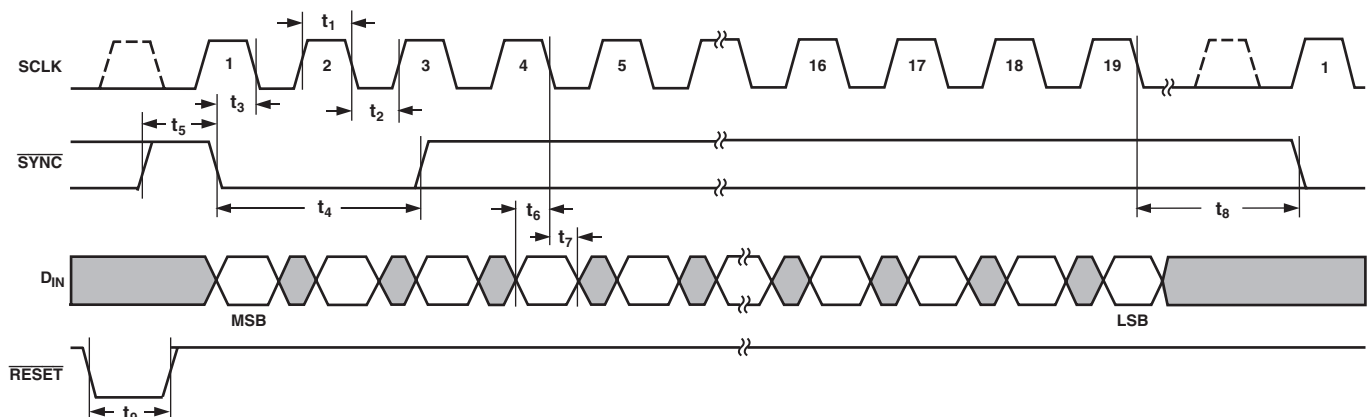 t1
SCLK 1 2 3 4 5 16 17 18 19 1
t3 t2
t5
SYNC
t4 t6 t8
t7
DIN
MSB LSB
RESET
t9